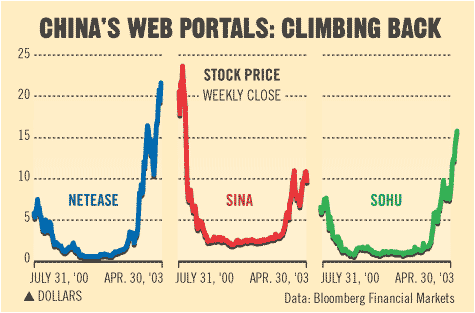 CHINA'S WEB PORTALS: CLIMBING BACK
25
20
15
10
5
0
STOCK PRICE
WEEKLY CLOSE
NETEASE
SINA
SOHU
JULY 31, '00 APR. 30, '03
JULY 31, '00 APR. 30, '03
JULY 31, '00 APR. 30, '03
▲ DOLLARS
Data: Bloomberg Financial Markets